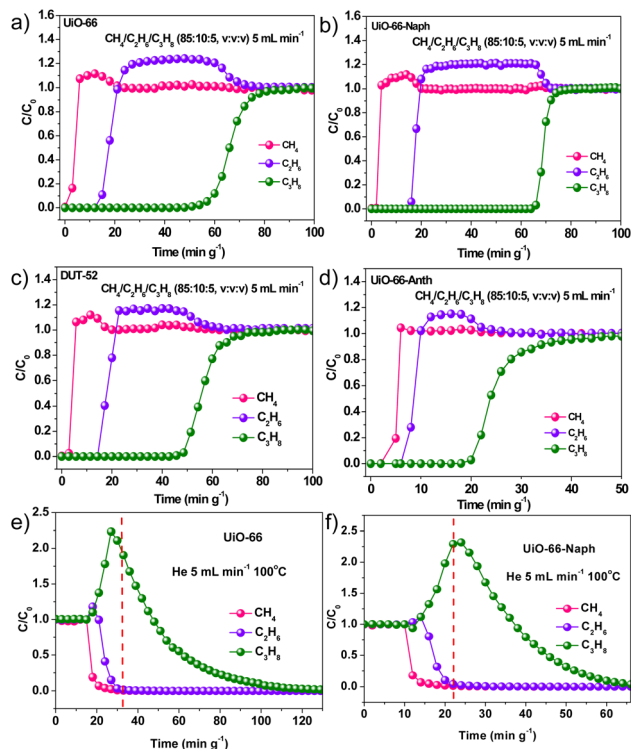 a)
UiO-66
CH₄/C₂H₆/C₃H₈ (85:10:5, v:v:v) 5 mL min⁻¹
C/C₀
1.4
1.2
1.0
0.8
0.6
0.4
0.2
0.0
CH₄
C₂H₆
C₃H₈
0 20 40 60 80 100
Time (min g⁻¹)
b)
UiO-66-Naph
CH₄/C₂H₆/C₃H₈ (85:10:5, v:v:v) 5 mL min⁻¹
C/C₀
1.4
1.2
1.0
0.8
0.6
0.4
0.2
0.0
CH₄
C₂H₆
C₃H₈
0 20 40 60 80 100
Time (min g⁻¹)
c)
DUT-52
CH₄/C₂H₆/C₃H₈ (85:10:5, v:v:v) 5 mL min⁻¹
C/C₀
1.4
1.2
1.0
0.8
0.6
0.4
0.2
0.0
CH₄
C₂H₆
C₃H₈
0 20 40 60 80 100
Time (min g⁻¹)
d)
UiO-66-Anth
CH₄/C₂H₆/C₃H₈ (85:10:5, v:v:v) 5 mL min⁻¹
C/C₀
1.4
1.2
1.0
0.8
0.6
0.4
0.2
0.0
CH₄
C₂H₆
C₃H₈
0 10 20 30 40 50
Time (min g⁻¹)
e)
UiO-66
He 5 mL min⁻¹ 100°C
C/C₀
2.5
2.0
1.5
1.0
0.5
0.0
CH₄
C₂H₆
C₃H₈
0 20 40 60 80 100 120
Time (min g⁻¹)
f)
UiO-66-Naph
He 5 mL min⁻¹ 100°C
C/C₀
2.5
2.0
1.5
1.0
0.5
0.0
CH₄
C₂H₆
C₃H₈
0 10 20 30 40 50 60
Time (min g⁻¹)